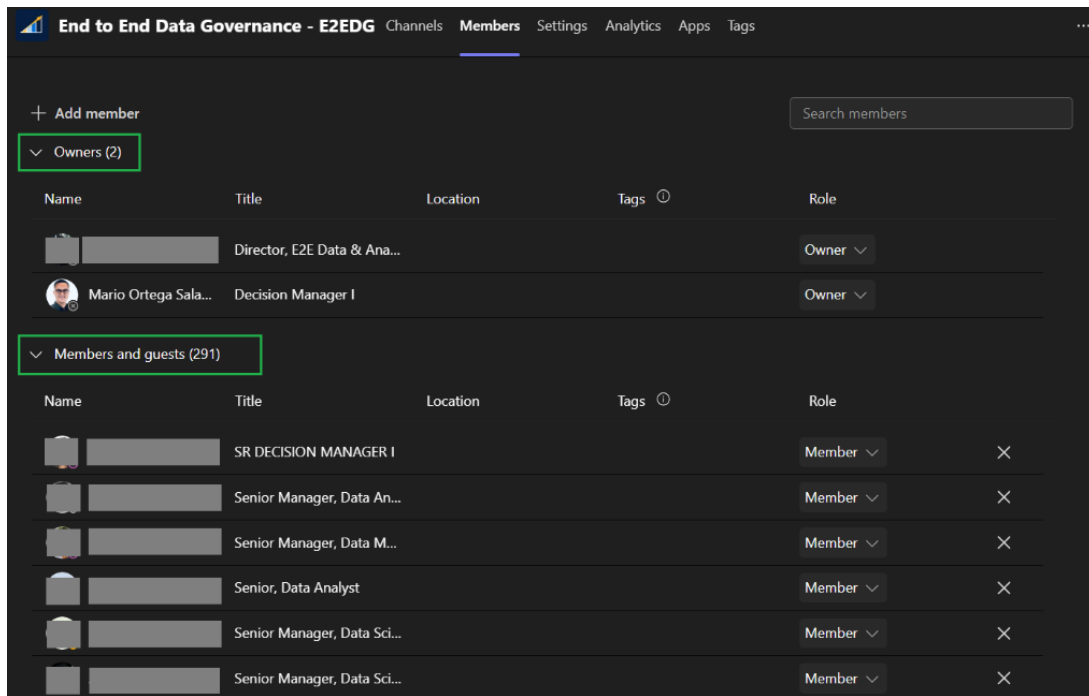 End to End Data Governance - E2EDG Channels Members Settings Analytics Apps Tags ...
+ Add member Search members
Owners (2)
Name Title Location Tags Role
Director, E2E Data & Ana... Owner
Mario Ortega Sala... Decision Manager I Owner
Members and guests (291)
Name Title Location Tags Role
SR DECISION MANAGER I Member
Senior Manager, Data An... Member
Senior Manager, Data M... Member
Senior, Data Analyst Member
Senior Manager, Data Sci... Member
Senior Manager, Data Sci... Member